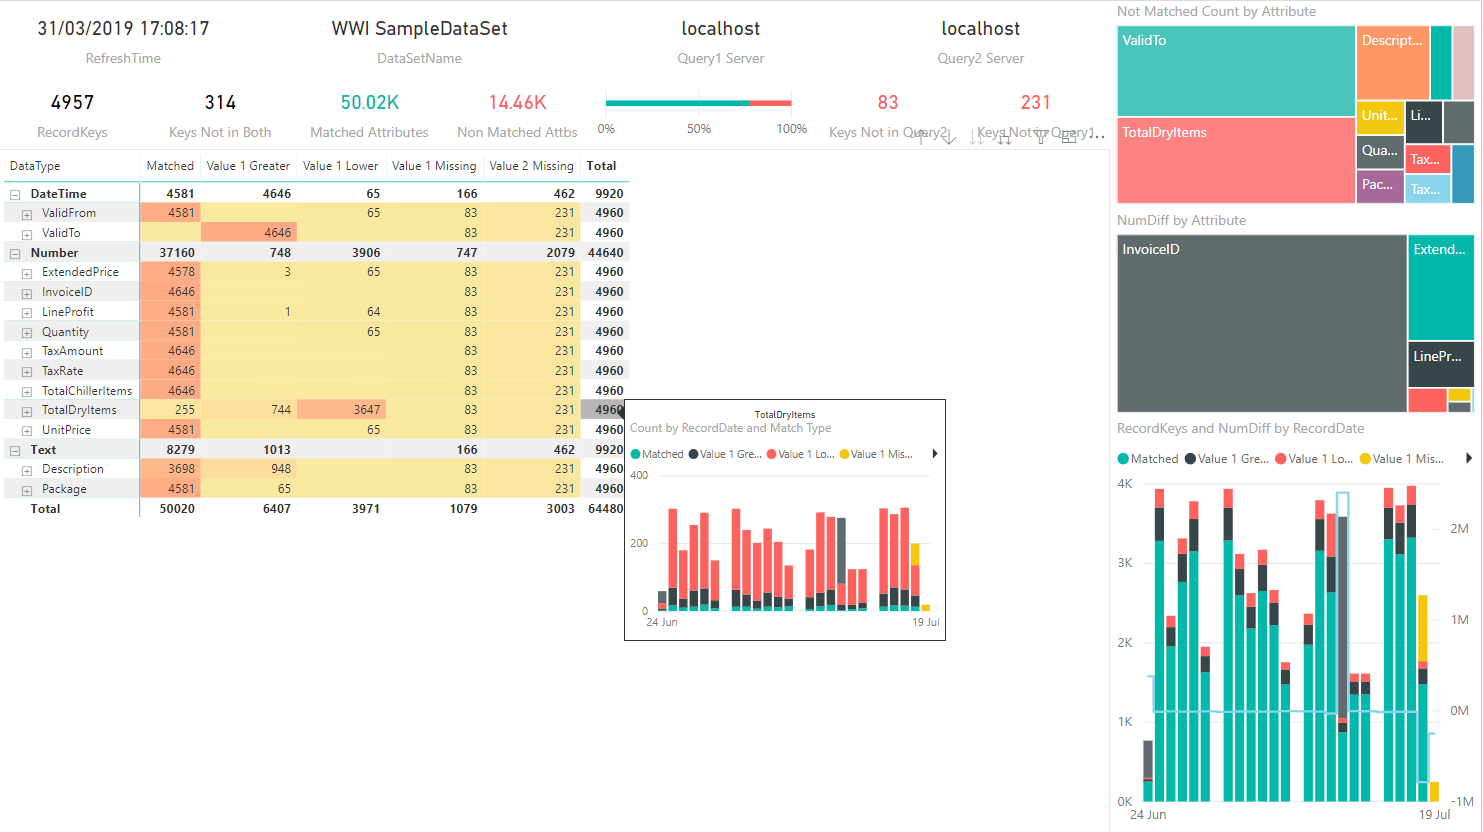 31/03/2019 17:08:17
RefreshTime
WWI SampleDataSet
DataSetName
localhost
Query1 Server
localhost
Query2 Server
4957
RecordKeys
314
Keys Not in Both
50.02K
Matched Attributes
14.46K
Non Matched Attbs
0% 50% 100%
83
Keys Not in Query2
231
Keys Not in Query1
DataType Matched Value 1 Greater Value 1 Lower Value 1 Missing Value 2 Missing Total
DateTime 4581 4646 65 166 462 9920
ValidFrom 4581 65 83 231 4960
ValidTo 4646 83 231 4960
Number 37160 748 3906 747 2079 44640
ExtendedPrice 4578 3 65 83 231 4960
InvoiceID 4646 83 231 4960
LineProfit 4581 1 64 83 231 4960
Quantity 4581 65 83 231 4960
TaxAmount 4646 83 231 4960
TaxRate 4646 83 231 4960
TotalChillerItems 4646 83 231 4960
TotalDryItems 255 744 3647 83 231 4960
UnitPrice 4581 65 83 231 4960
Text 8279 1013 166 462 9920
Description 3698 948 83 231 4960
Package 4581 65 83 231 4960
Total 50020 6407 3971 1079 3003 64480
TotalDryItems
Count by RecordDate and Match Type
Matched Value 1 Gre... Value 1 Lo... Value 1 Mis...
400
200
0
24 Jun 19 Jul
Not Matched Count by Attribute
ValidTo
TotalDryItems
Descript...
Unit...
Li...
Qua...
Tax...
Pac...
Tax...
NumDiff by Attribute
InvoiceID
Extend...
LinePr...
RecordKeys and NumDiff by RecordDate
Matched Value 1 Gre... Value 1 Lo... Value 1 Mis...
4K
3K
2K
1K
0K
2M
1M
0M
-1M
24 Jun 19 Jul